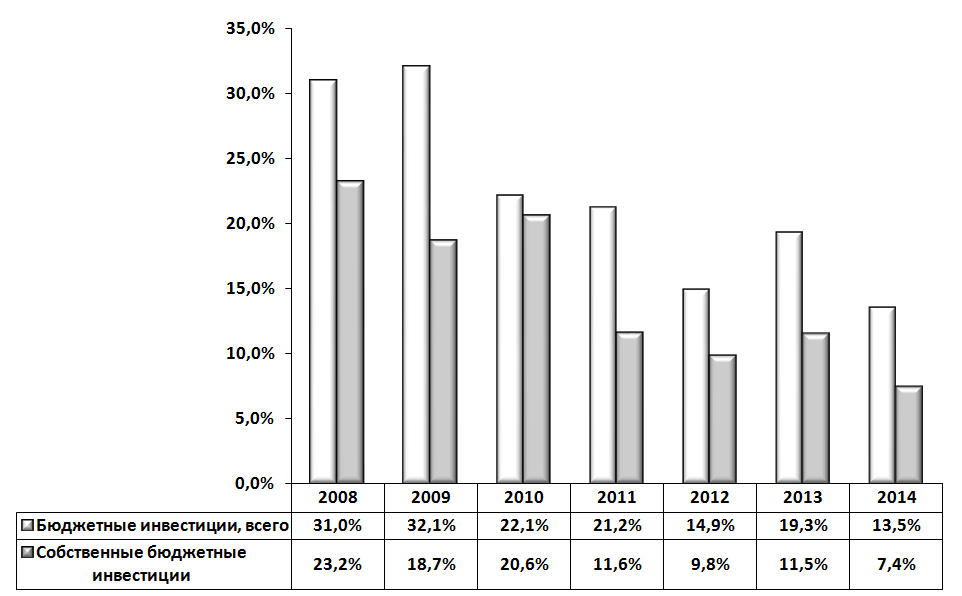 35,0%
30,0%
25,0%
20,0%
15,0%
10,0%
5,0%
0,0%
2008 2009 2010 2011 2012 2013 2014
Бюджетные инвестиции, всего 31,0% 32,1% 22,1% 21,2% 14,9% 19,3% 13,5%
Собственные бюджетные
инвестиции 23,2% 18,7% 20,6% 11,6% 9,8% 11,5% 7,4%